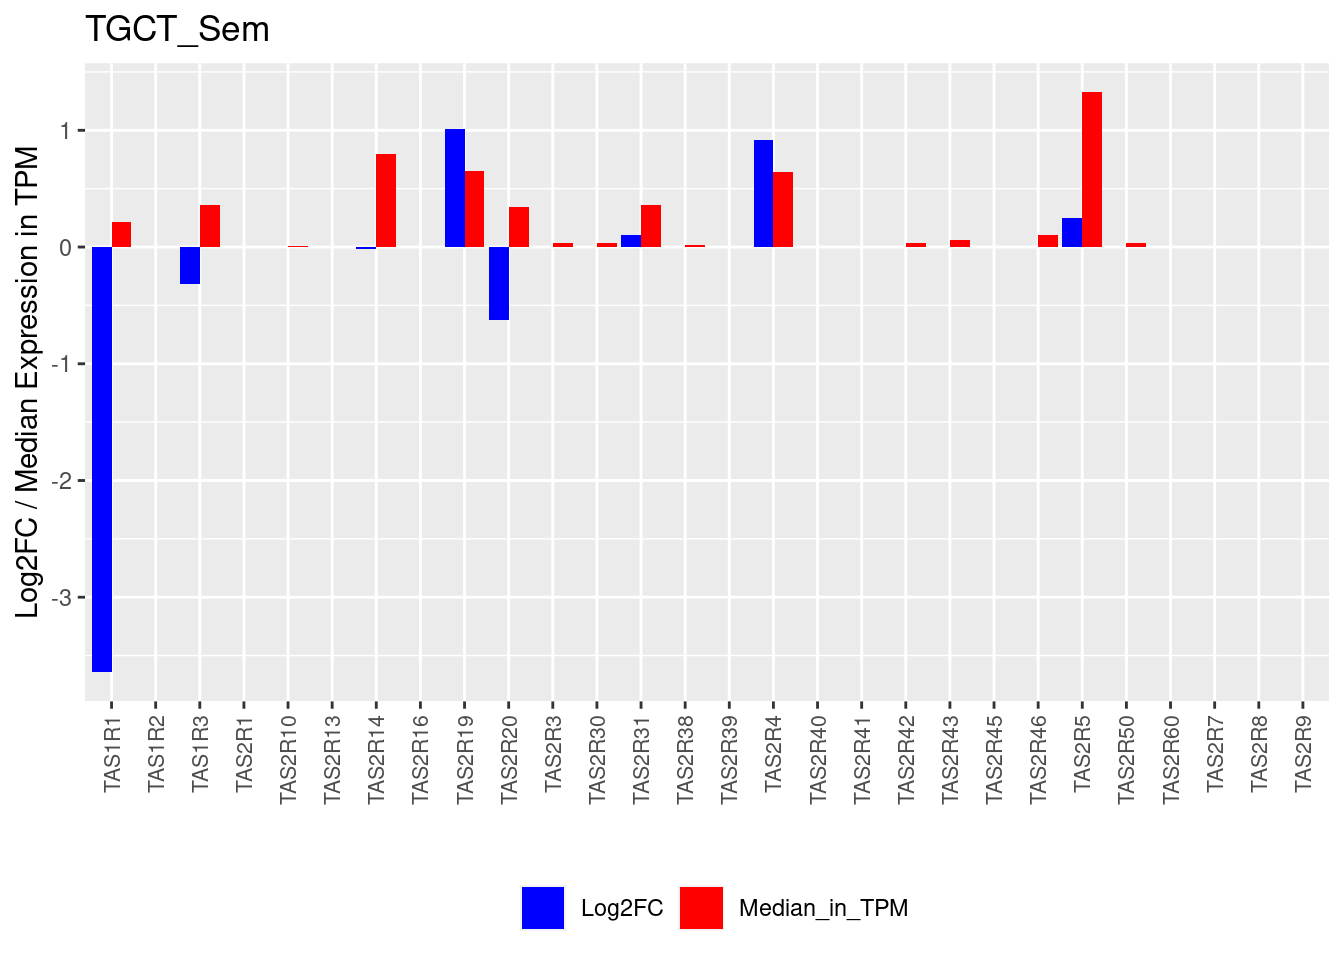 TGCT_Sem
Log2FC / Median Expression in TPM
1
0
-1
-2
-3
TAS1R1
TAS1R2
TAS1R3
TAS2R1
TAS2R10
TAS2R13
TAS2R14
TAS2R16
TAS2R19
TAS2R20
TAS2R3
TAS2R30
TAS2R31
TAS2R38
TAS2R39
TAS2R4
TAS2R40
TAS2R41
TAS2R42
TAS2R43
TAS2R45
TAS2R46
TAS2R5
TAS2R50
TAS2R60
TAS2R7
TAS2R8
TAS2R9
Log2FC
Median_in_TPM